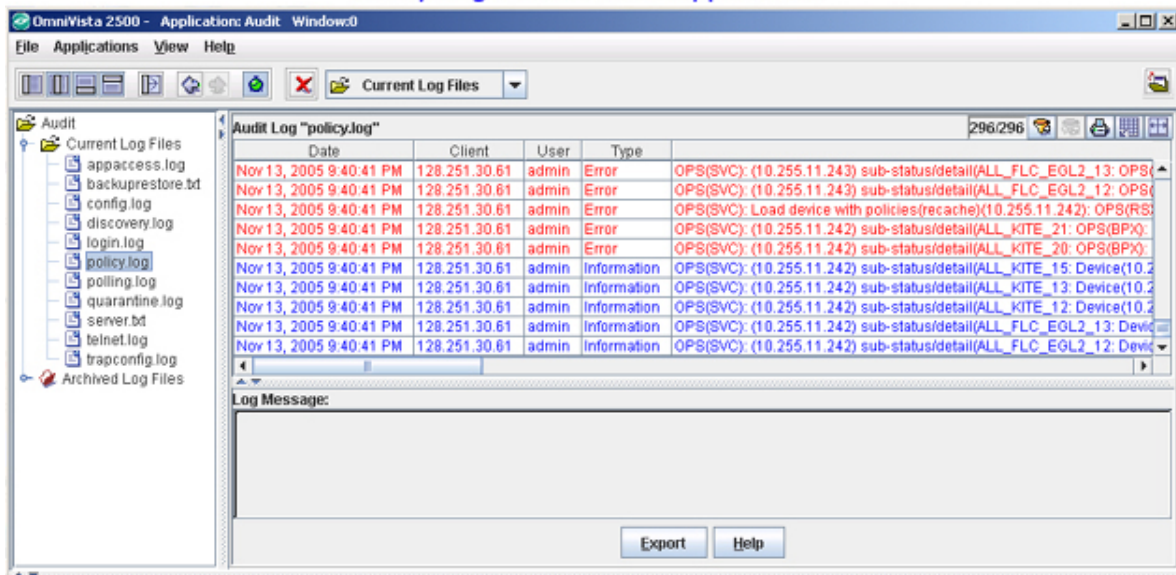 OmniVista 2500 - Application: Audit Window:0
File Applications View Help
Current Log Files
Audit
Current Log Files
appaccess.log
backuprestore.txt
config.log
discovery.log
login.log
policy.log
polling.log
quarantine.log
server.txt
telnet.log
trapconfig.log
Archived Log Files
Audit Log "policy.log" 296/296
Date Client User Type
Nov 13, 2005 9:40:41 PM 128.251.30.61 admin Error OPS(SVC): (10.255.11.243) sub-status/detail(ALL_FLC_EGL2_13: OPS(
Nov 13, 2005 9:40:41 PM 128.251.30.61 admin Error OPS(SVC): (10.255.11.243) sub-status/detail(ALL_FLC_EGL2_12: OPS(
Nov 13, 2005 9:40:41 PM 128.251.30.61 admin Error OPS(SVC): Load device with policies(recache)(10.255.11.242): OPS(RS
Nov 13, 2005 9:40:41 PM 128.251.30.61 admin Error OPS(SVC): (10.255.11.242) sub-status/detail(ALL_KITE_21: OPS(BPX):
Nov 13, 2005 9:40:41 PM 128.251.30.61 admin Error OPS(SVC): (10.255.11.242) sub-status/detail(ALL_KITE_20: OPS(BPX):
Nov 13, 2005 9:40:41 PM 128.251.30.61 admin Information OPS(SVC): (10.255.11.242) sub-status/detail(ALL_KITE_15: Device(10.2
Nov 13, 2005 9:40:41 PM 128.251.30.61 admin Information OPS(SVC): (10.255.11.242) sub-status/detail(ALL_KITE_13: Device(10.2
Nov 13, 2005 9:40:41 PM 128.251.30.61 admin Information OPS(SVC): (10.255.11.242) sub-status/detail(ALL_KITE_12: Device(10.2
Nov 13, 2005 9:40:41 PM 128.251.30.61 admin Information OPS(SVC): (10.255.11.242) sub-status/detail(ALL_FLC_EGL2_13: Devic
Nov 13, 2005 9:40:41 PM 128.251.30.61 admin Information OPS(SVC): (10.255.11.242) sub-status/detail(ALL_FLC_EGL2_12: Devic
Log Message:
Export Help